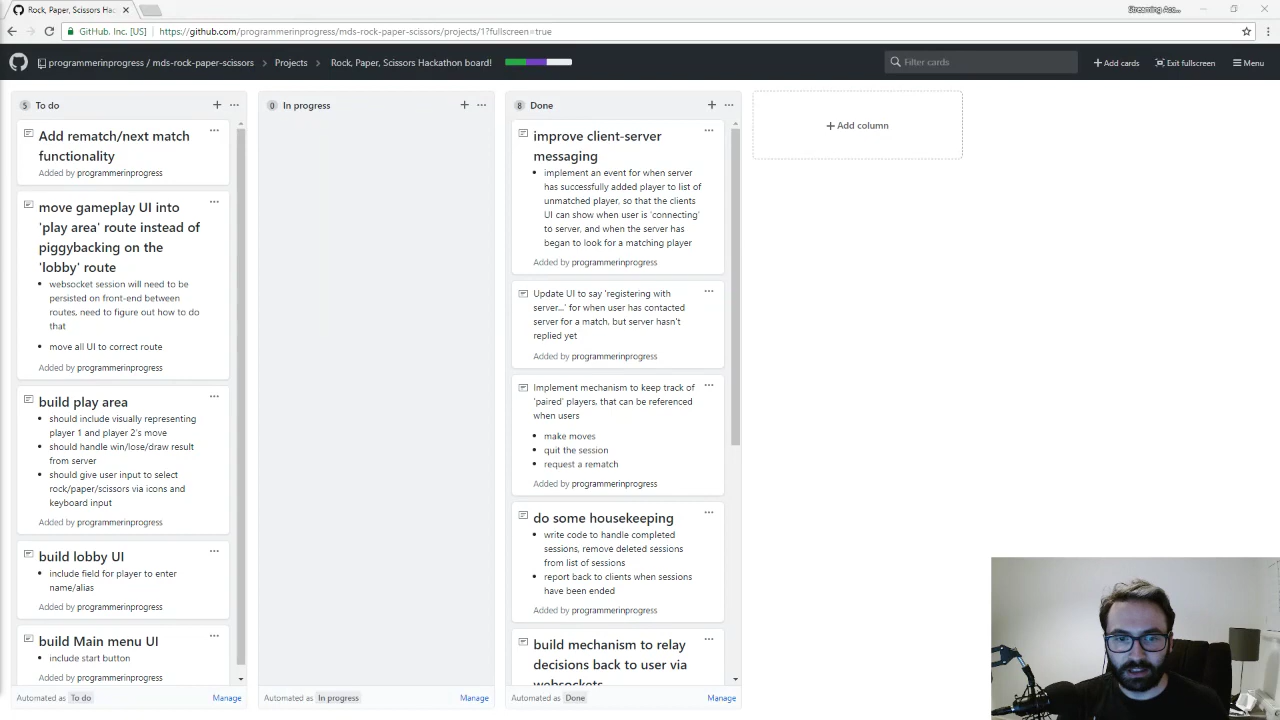 Rock, Paper, Scissors Hac
Streaming Acc...
GitHub, Inc. [US]
https://github.com/programmerinprogress/mds-rock-paper-scissors/projects/1?fullscreen=true
programmerinprogress / mds-rock-paper-scissors
Projects
Rock, Paper, Scissors Hackathon board!
Filter cards
Add cards
Exit fullscreen
Menu
5 To do
Add rematch/next match
functionality
Added by programmerinprogress
move gameplay UI into
'play area' route instead of
piggybacking on the
'lobby' route
websocket session will need to be
persisted on front-end between
routes, need to figure out how to do
that
move all UI to correct route
Added by programmerinprogress
build play area
should include visually representing
player 1 and player 2's move
should handle win/lose/draw result
from server
should give user input to select
rock/paper/scissors via icons and
keyboard input
Added by programmerinprogress
build lobby UI
include field for player to enter
name/alias
Added by programmerinprogress
build Main menu UI
include start button
Added by programmerinprogress
Automated as To do
Manage
0 In progress
Automated as In progress
Manage
8 Done
improve client-server
messaging
implement an event for when server
has successfully added player to list of
unmatched player, so that the clients
UI can show when user is 'connecting'
to server, and when the server has
began to look for a matching player
Added by programmerinprogress
Update UI to say 'registering with
server...' for when user has contacted
server for a match, but server hasn't
replied yet
Added by programmerinprogress
Implement mechanism to keep track of
'paired' players, that can be referenced
when users
make moves
quit the session
request a rematch
Added by programmerinprogress
do some housekeeping
write code to handle completed
sessions, remove deleted sessions
from list of sessions
report back to clients when sessions
have been ended
Added by programmerinprogress
build mechanism to relay
decisions back to user via
websockets
Automated as Done
Manage
Add column